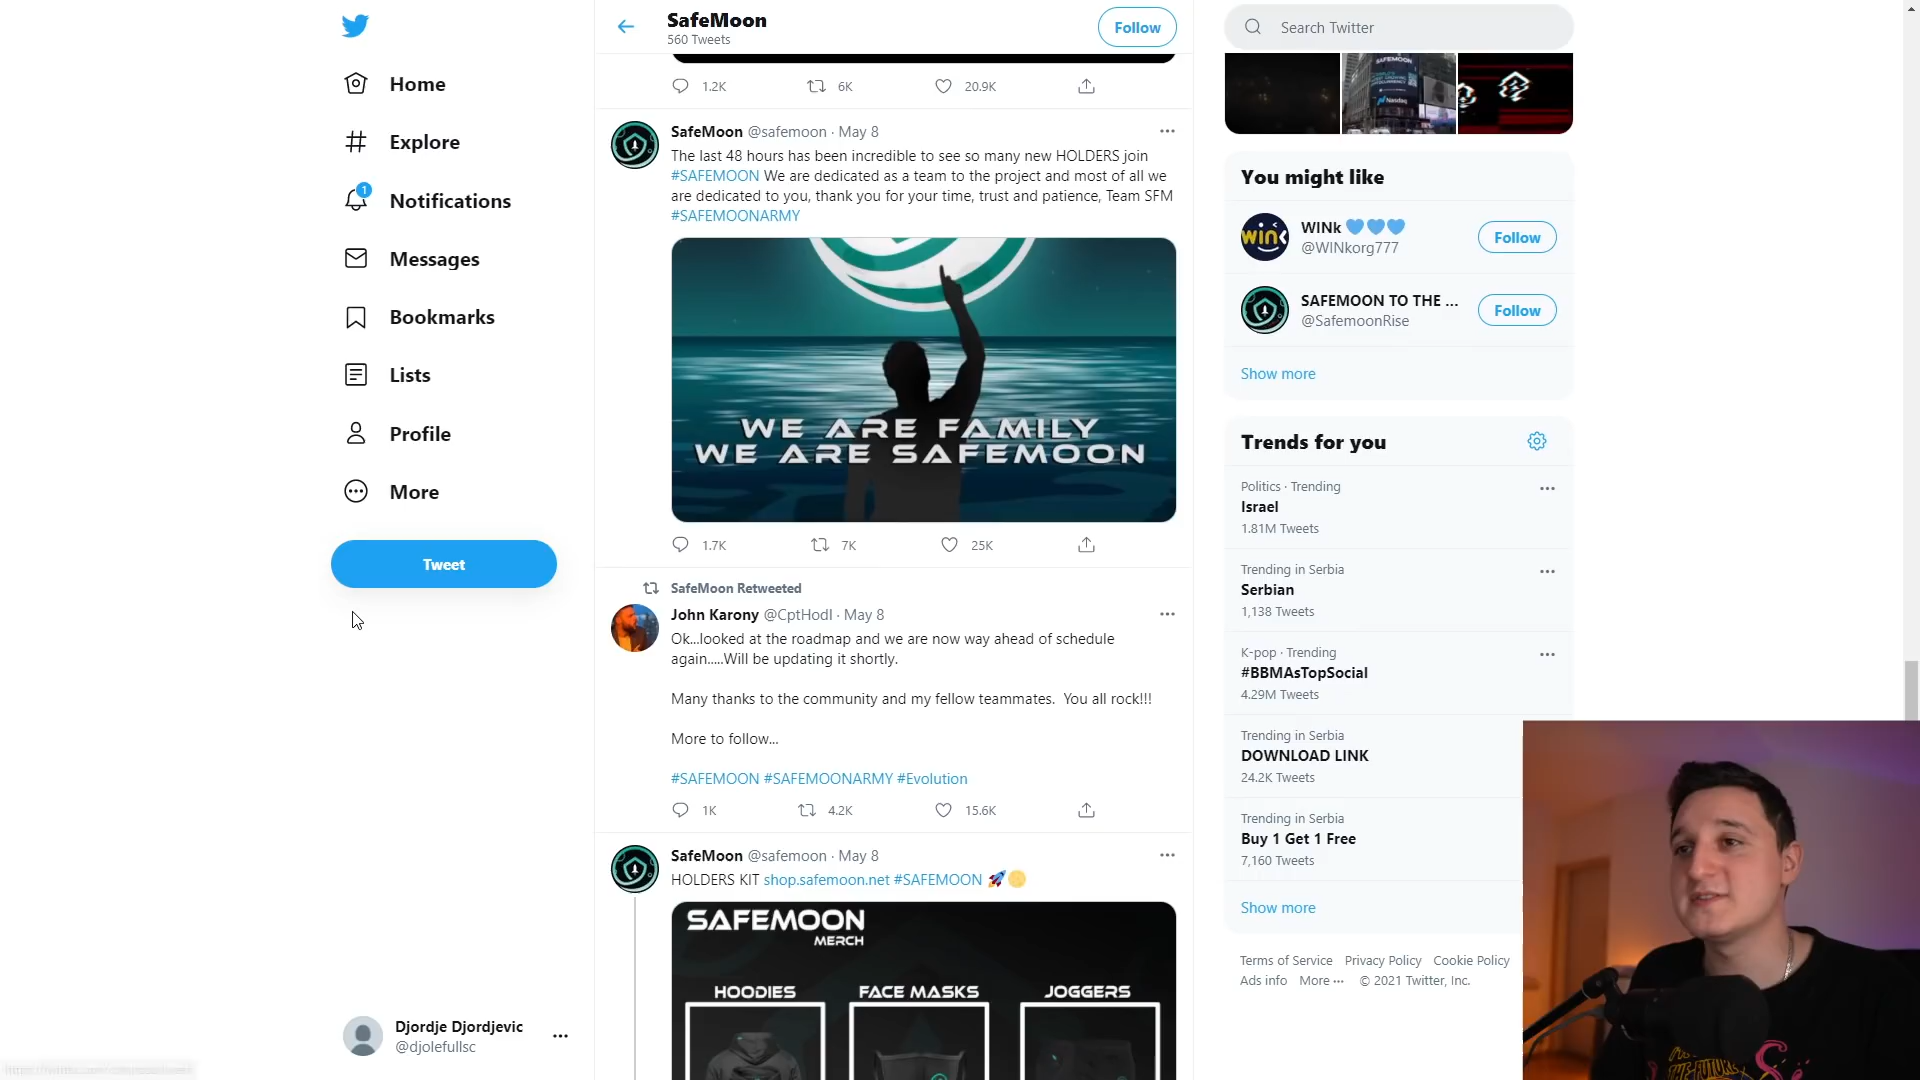 SafeMoon
560 Tweets
Follow
Search Twitter
Home
Explore
1
Notifications
Messages
Bookmarks
Lists
Profile
More
Tweet
Djordje Djordjevic
@djolefullsc
1.2K 6K 20.9K
SafeMoon @safemoon · May 8
The last 48 hours has been incredible to see so many new HOLDERS join
#SAFEMOON We are dedicated as a team to the project and most of all we
are dedicated to you, thank you for your time, trust and patience, Team SFM
#SAFEMOONARMY
WE ARE FAMILY
WE ARE SAFEMOON
1.7K 7K 25K
SafeMoon Retweeted
John Karony @CptHodl · May 8
Ok...looked at the roadmap and we are now way ahead of schedule
again.....Will be updating it shortly.
Many thanks to the community and my fellow teammates. You all rock!!!
More to follow...
#SAFEMOON #SAFEMOONARMY #Evolution
1K 4.2K 15.6K
SafeMoon @safemoon · May 8
HOLDERS KIT shop.safemoon.net #SAFEMOON 🚀🌕
SAFEMOON
MERCH
HOODIES FACE MASKS JOGGERS
SAFEMOON
Nasdaq
You might like
WINk 💙💙💙
@WINkorg777
Follow
SAFEMOON TO THE ...
@SafemoonRise
Follow
Show more
Trends for you
Politics · Trending
Israel
1.81M Tweets
Trending in Serbia
Serbian
1,138 Tweets
K-pop · Trending
#BBMAsTopSocial
4.29M Tweets
Trending in Serbia
DOWNLOAD LINK
24.2K Tweets
Trending in Serbia
Buy 1 Get 1 Free
7,160 Tweets
Show more
Terms of Service Privacy Policy Cookie Policy
Ads info More ··· © 2021 Twitter, Inc.